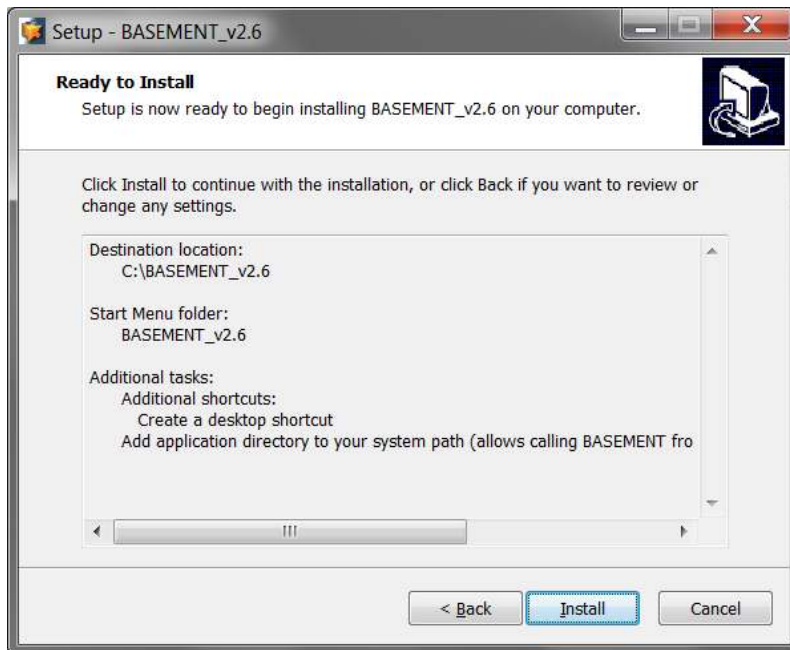 Setup - BASEMENT_v2.6
Ready to Install
Setup is now ready to begin installing BASEMENT_v2.6 on your computer.
Click Install to continue with the installation, or click Back if you want to review or
change any settings.
Destination location:
C:\BASEMENT_v2.6
Start Menu folder:
BASEMENT_v2.6
Additional tasks:
Additional shortcuts:
Create a desktop shortcut
Add application directory to your system path (allows calling BASEMENT fro
< Back
Install
Cancel